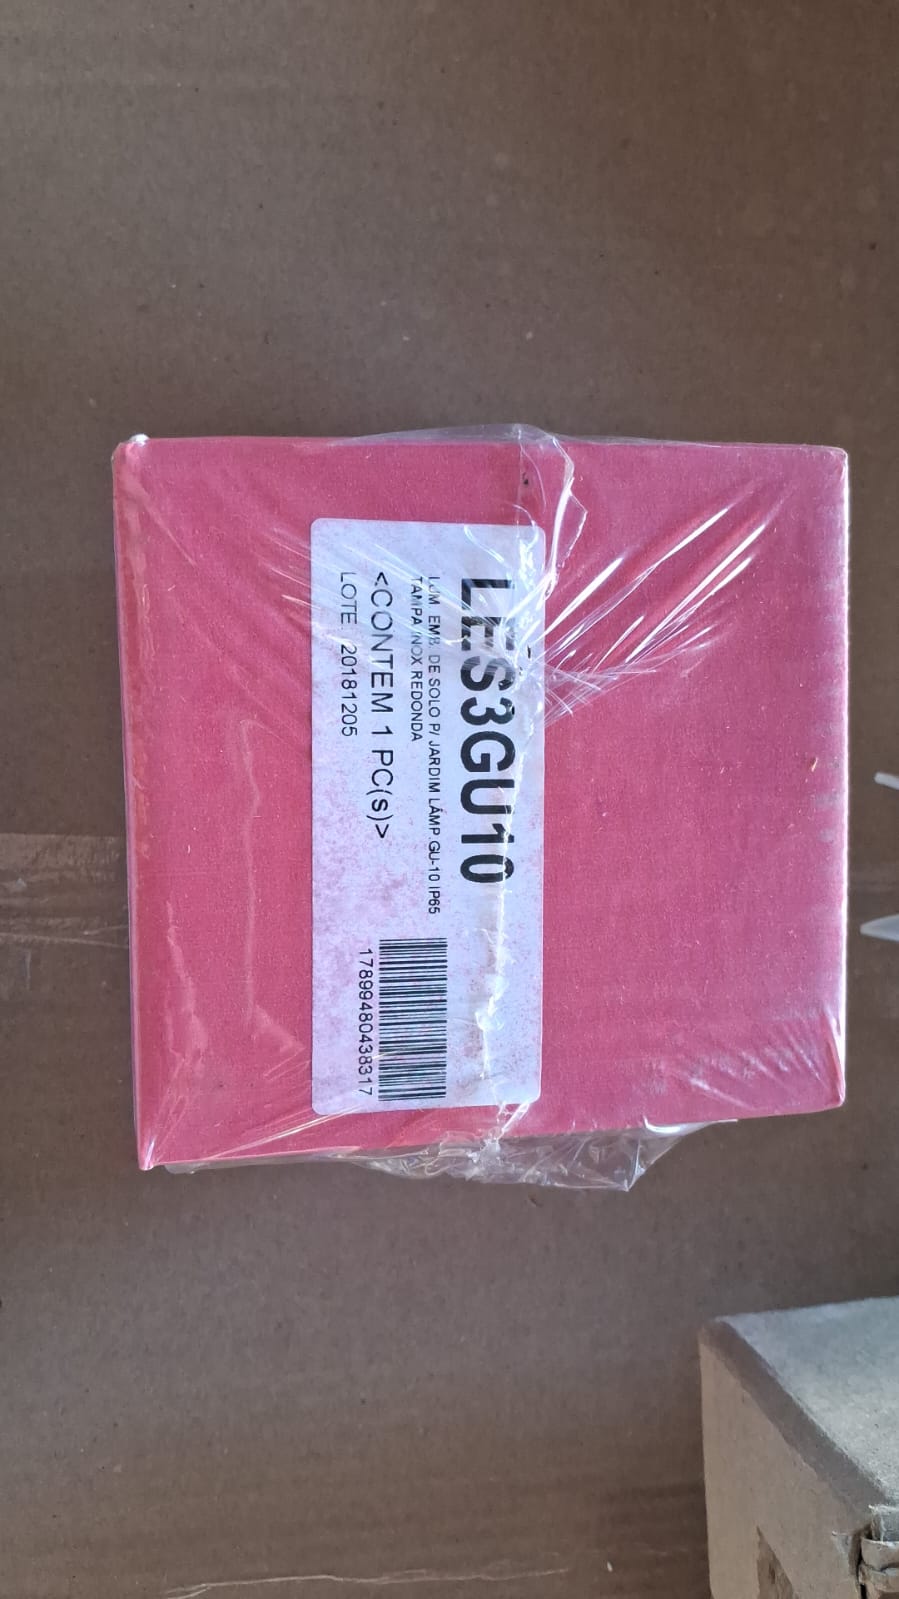 LES3GU10
LUM. EMB. DE SOLO P/ JARDIM LÂMP.GU-10 IP65
TAMPA INOX REDONDA
<CONTEM 1 PC(s)>
LOTE: 20181205
17899480438317